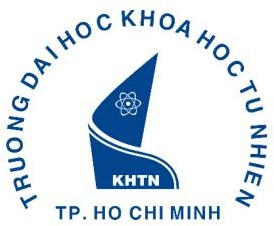 TRUONG DAI HOC KHOA HOC TU NHIEN
KHTN
TP. HO CHI MINH